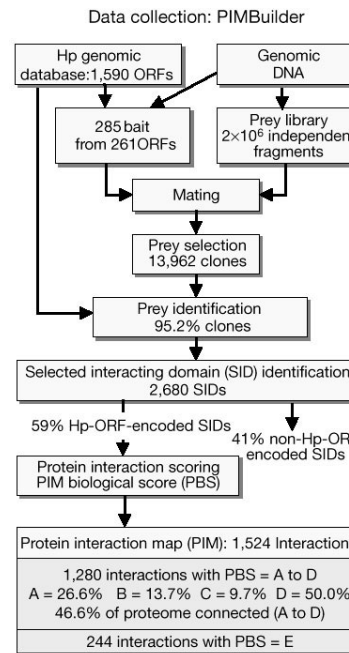 Data collection: PIMBuilder
Hp genomic
database:1,590 ORFs
Genomic
DNA
285 bait
from 261ORFs
Prey library
2×10⁶ independent
fragments
Mating
Prey selection
13,962 clones
Prey identification
95.2% clones
Selected interacting domain (SID) identification
2,680 SIDs
59% Hp-ORF-encoded SIDs
41% non-Hp-OR
encoded SIDs
Protein interaction scoring
PIM biological score (PBS)
Protein interaction map (PIM): 1,524 Interaction
1,280 interactions with PBS = A to D
A = 26.6% B = 13.7% C = 9.7% D = 50.0%
46.6% of proteome connected (A to D)
244 interactions with PBS = E